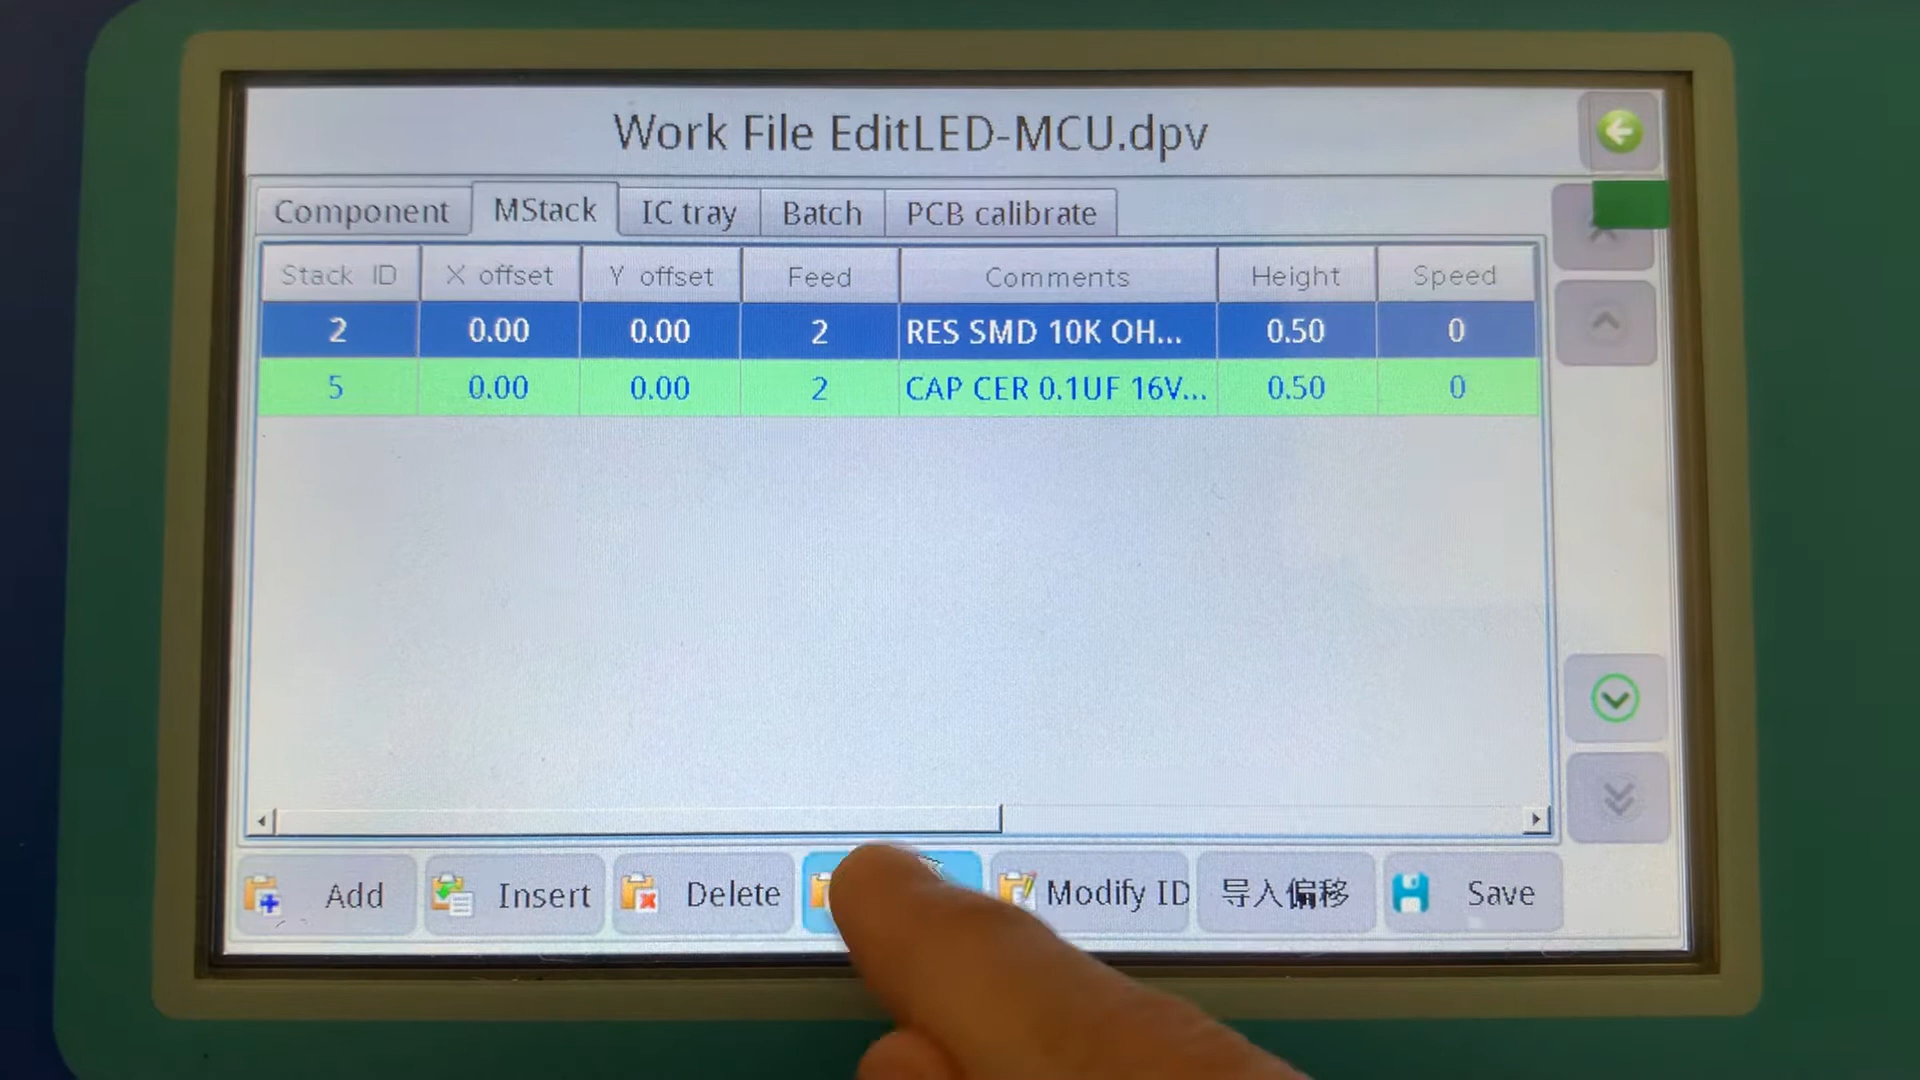 Work File EditLED-MCU.dpv
Component MStack IC tray Batch PCB calibrate
Stack ID X offset Y offset Feed Comments Height Speed
2 0.00 0.00 2 RES SMD 10K OH... 0.50 0
5 0.00 0.00 2 CAP CER 0.1UF 16V... 0.50 0
Add Insert Delete Modify ID 导入偏移 Save